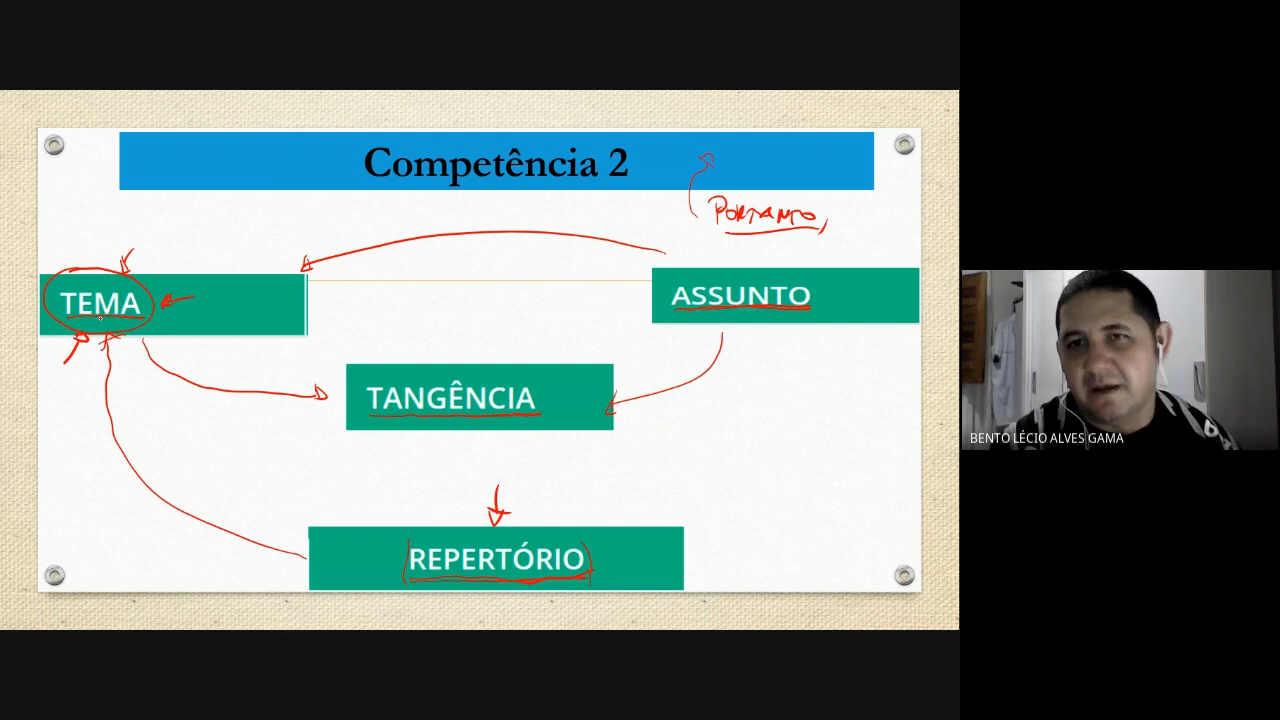 Competência 2
PORTANTO,
TEMA
ASSUNTO
TANGÊNCIA
REPERTÓRIO
BENTO LÉCIO ALVES GAMA